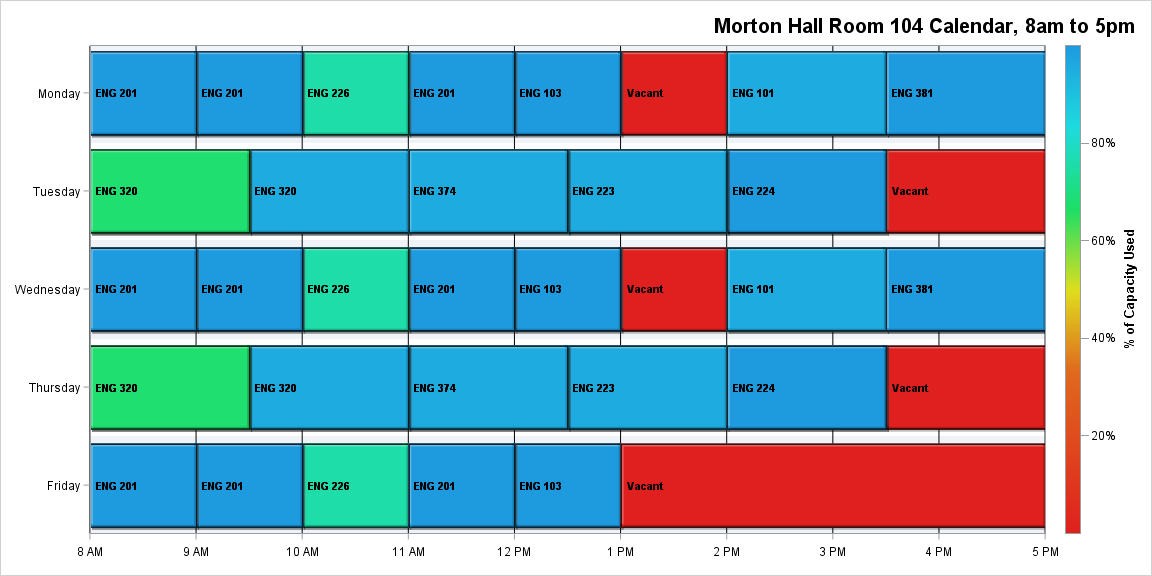 Morton Hall Room 104 Calendar, 8am to 5pm
Monday ENG 201 ENG 201 ENG 226 ENG 201 ENG 103 Vacant ENG 101 ENG 381
80%
Tuesday ENG 320 ENG 320 ENG 374 ENG 223 ENG 224 Vacant
60%
Wednesday ENG 201 ENG 201 ENG 226 ENG 201 ENG 103 Vacant ENG 101 ENG 381
% of Capacity Used
40%
Thursday ENG 320 ENG 320 ENG 374 ENG 223 ENG 224 Vacant
20%
Friday ENG 201 ENG 201 ENG 226 ENG 201 ENG 103 Vacant
8 AM 9 AM 10 AM 11 AM 12 PM 1 PM 2 PM 3 PM 4 PM 5 PM